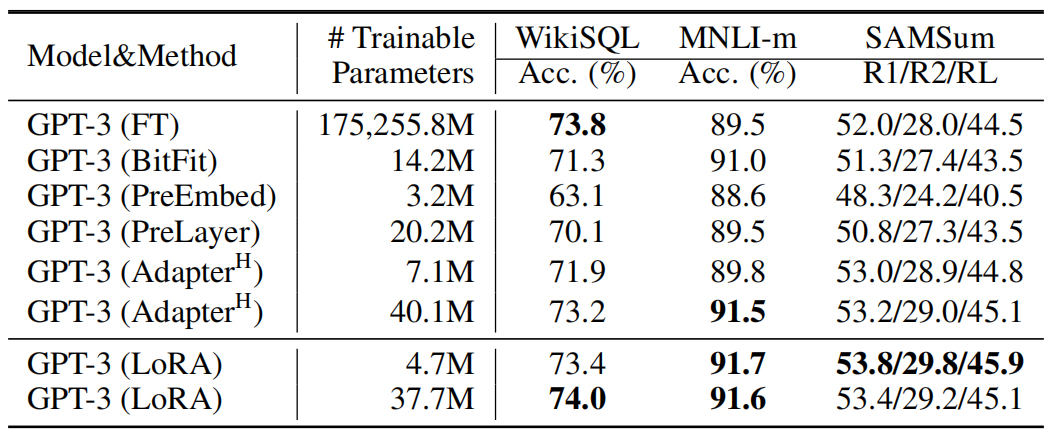 Model&Method # Trainable Parameters WikiSQL MNLI-m SAMSum
Acc. (%) Acc. (%) R1/R2/RL
GPT-3 (FT) 175,255.8M 73.8 89.5 52.0/28.0/44.5
GPT-3 (BitFit) 14.2M 71.3 91.0 51.3/27.4/43.5
GPT-3 (PreEmbed) 3.2M 63.1 88.6 48.3/24.2/40.5
GPT-3 (PreLayer) 20.2M 70.1 89.5 50.8/27.3/43.5
GPT-3 (AdapterH) 7.1M 71.9 89.8 53.0/28.9/44.8
GPT-3 (AdapterH) 40.1M 73.2 91.5 53.2/29.0/45.1
GPT-3 (LoRA) 4.7M 73.4 91.7 53.8/29.8/45.9
GPT-3 (LoRA) 37.7M 74.0 91.6 53.4/29.2/45.1